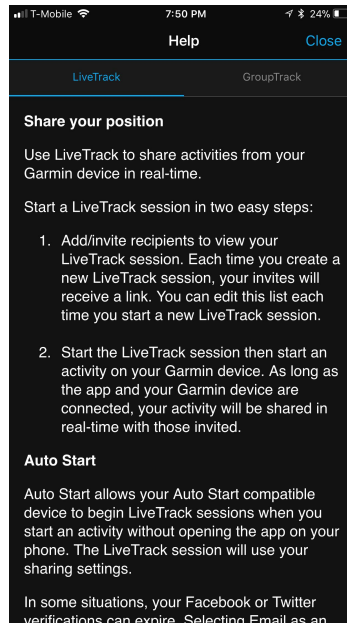 T-Mobile 7:50 PM 24%
Help Close
LiveTrack GroupTrack
Share your position
Use LiveTrack to share activities from your
Garmin device in real-time.
Start a LiveTrack session in two easy steps:
1. Add/invite recipients to view your
LiveTrack session. Each time you create a
new LiveTrack session, your invites will
receive a link. You can edit this list each
time you start a new LiveTrack session.
2. Start the LiveTrack session then start an
activity on your Garmin device. As long as
the app and your Garmin device are
connected, your activity will be shared in
real-time with those invited.
Auto Start
Auto Start allows your Auto Start compatible
device to begin LiveTrack sessions when you
start an activity without opening the app on your
phone. The LiveTrack session will use your
sharing settings.
In some situations, your Facebook or Twitter
verifications can expire. Selecting Email as an